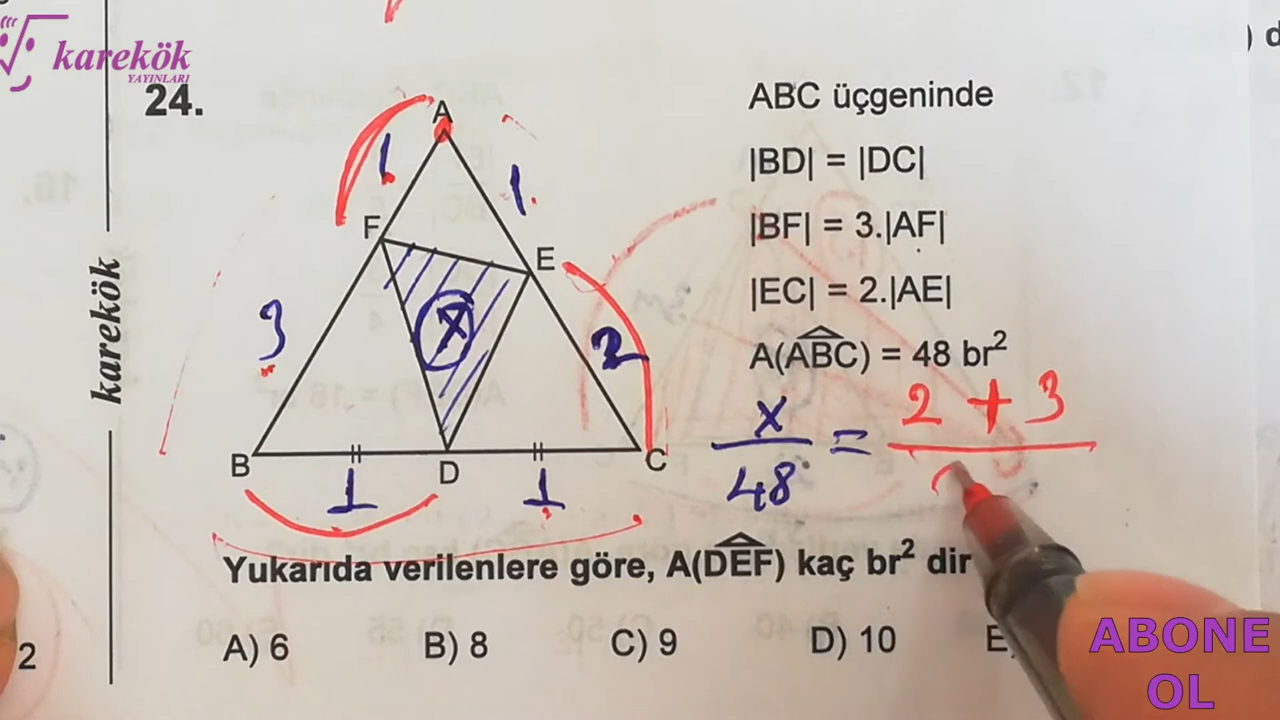 karekök
YAYINLARI
24.
ABC üçgeninde
|BD| = |DC|
|BF| = 3.|AF|
|EC| = 2.|AE|
A(ABC) = 48 br²
A
1
1.
F
E
3
x
2
B
D
C
1
1
x/48 = 2 + 3
karekök
Yukarıda verilenlere göre, A(DEF) kaç br² dir
A) 6
B) 8
C) 9
D) 10
E
2
ABONE
OL